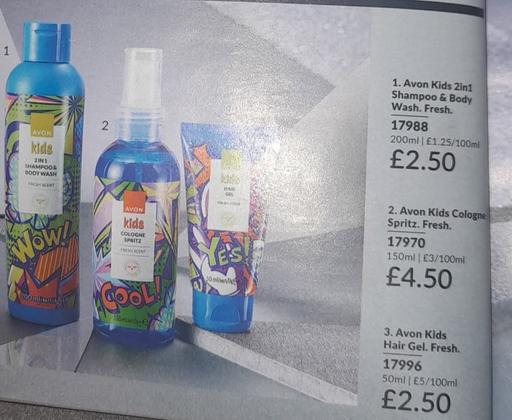 1
AVON
kids
2 IN 1
SHAMPOO &
BODY WASH
FRESH SCENT
WOW!
2
AVON
kids
COLOGNE
SPRITZ
FRESH SCENT
COOL!
kids
HAIR
GEL
YES!
1. Avon Kids 2in1
Shampoo & Body
Wash. Fresh.
17988
200ml | £1.25/100ml
£2.50
2. Avon Kids Cologne
Spritz. Fresh.
17970
150ml | £3/100ml
£4.50
3. Avon Kids
Hair Gel. Fresh.
17996
50ml | £5/100ml
£2.50